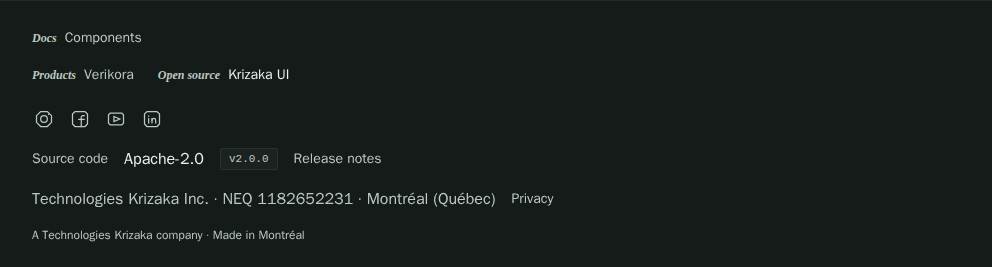 Docs Components
Products Verikora Open source Krizaka UI
Source code Apache-2.0 v2.0.0 Release notes
Technologies Krizaka Inc. · NEQ 1182652231 · Montréal (Québec) Privacy
A Technologies Krizaka company · Made in Montréal